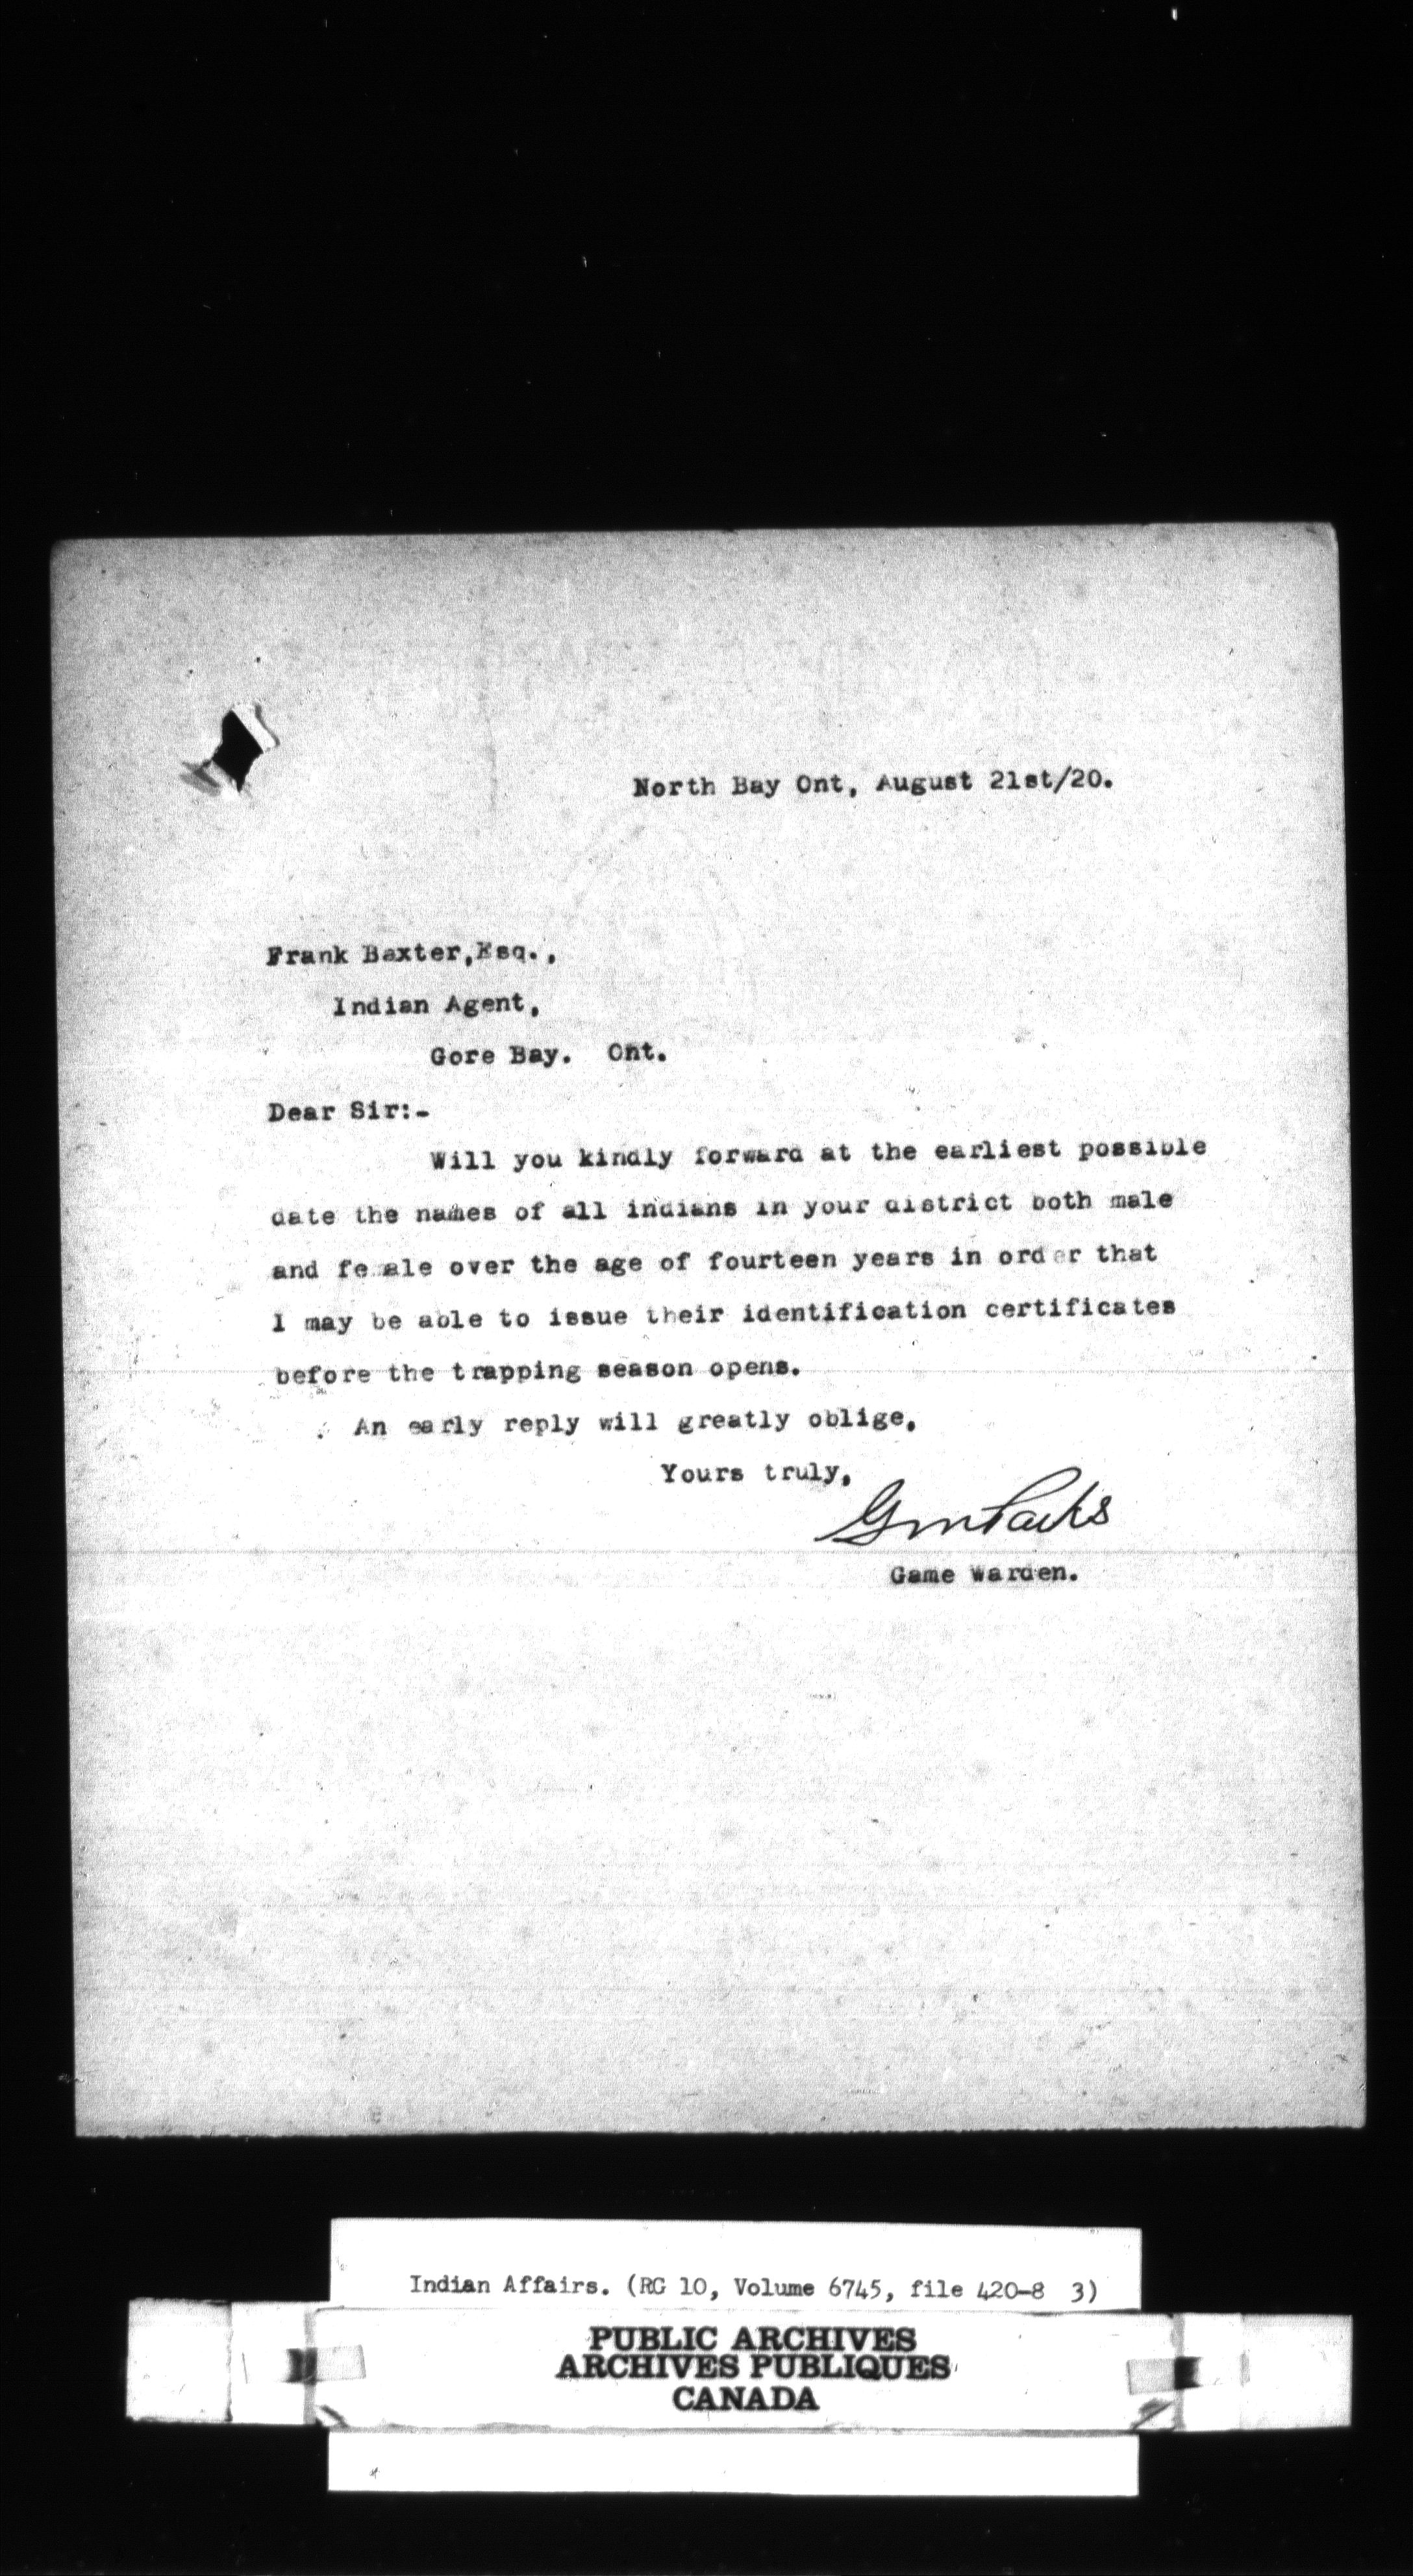 North Bay Ont, August 21st/20.
Frank Baxter,Esq.,
Indian Agent,
Gore Bay. Ont.
Dear Sir:-
Will you kindly forward at the earliest possible
date the names of all indians in your district both male
and female over the age of fourteen years in order that
I may be able to issue their identification certificates
before the trapping season opens.
An early reply will greatly oblige,
Yours truly,
GmParks
Game Warden.
Indian Affairs. (RG 10, Volume 6745, file 420-8 3)
PUBLIC ARCHIVES
ARCHIVES PUBLIQUES
CANADA